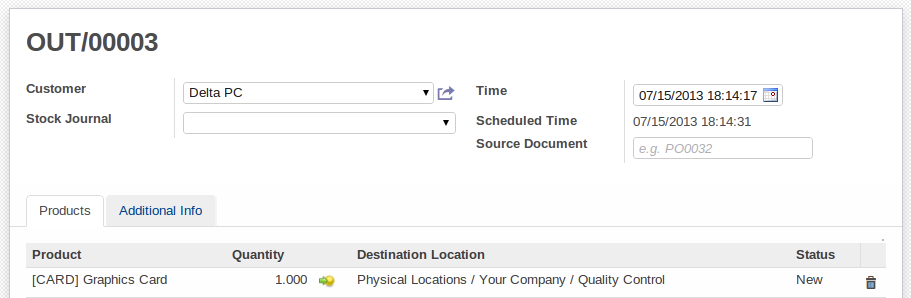 OUT/00003
Customer Delta PC Time 07/15/2013 18:14:17
Stock Journal Scheduled Time 07/15/2013 18:14:31
Source Document e.g. PO0032
Products Additional Info
Product Quantity Destination Location Status
[CARD] Graphics Card 1.000 Physical Locations / Your Company / Quality Control New